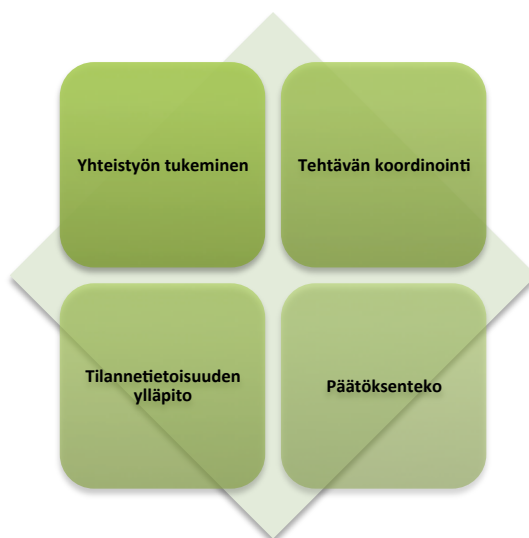 Yhteistyön tukeminen
Tehtävän koordinointi
Tilannetietoisuuden
ylläpito
Päätöksenteko